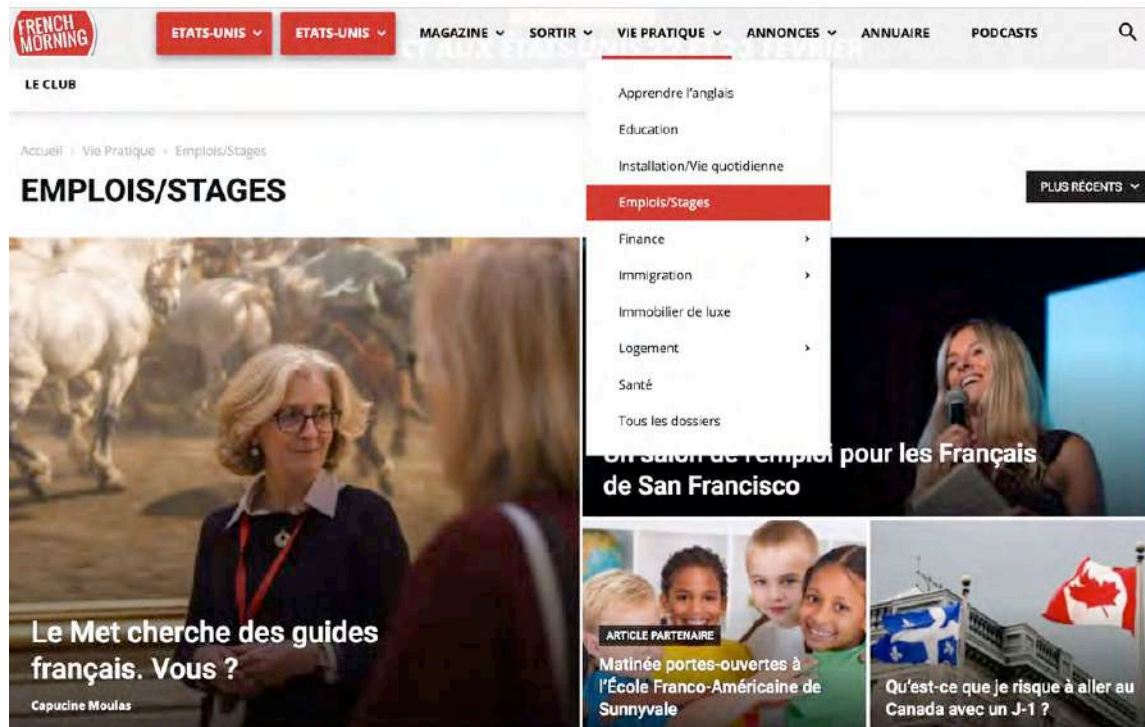 FRENCH
MORNING
ETATS-UNIS
ETATS-UNIS
MAGAZINE
SORTIR
VIE PRATIQUE
ANNONCES
ANNUAIRE
PODCASTS
LE CLUB
Apprendre l'anglais
Education
Installation/Vie quotidienne
Emplois/Stages
Finance
Immigration
Immobilier de luxe
Logement
Santé
Tous les dossiers
Accueil › Vie Pratique › Emplois/Stages
EMPLOIS/STAGES
PLUS RÉCENTS
Le Met cherche des guides
français. Vous ?
Capucine Moulas
Un salon de l'emploi pour les Français
de San Francisco
ARTICLE PARTENAIRE
Matinée portes-ouvertes à
l'École Franco-Américaine de
Sunnyvale
Qu'est-ce que je risque à aller au
Canada avec un J-1 ?